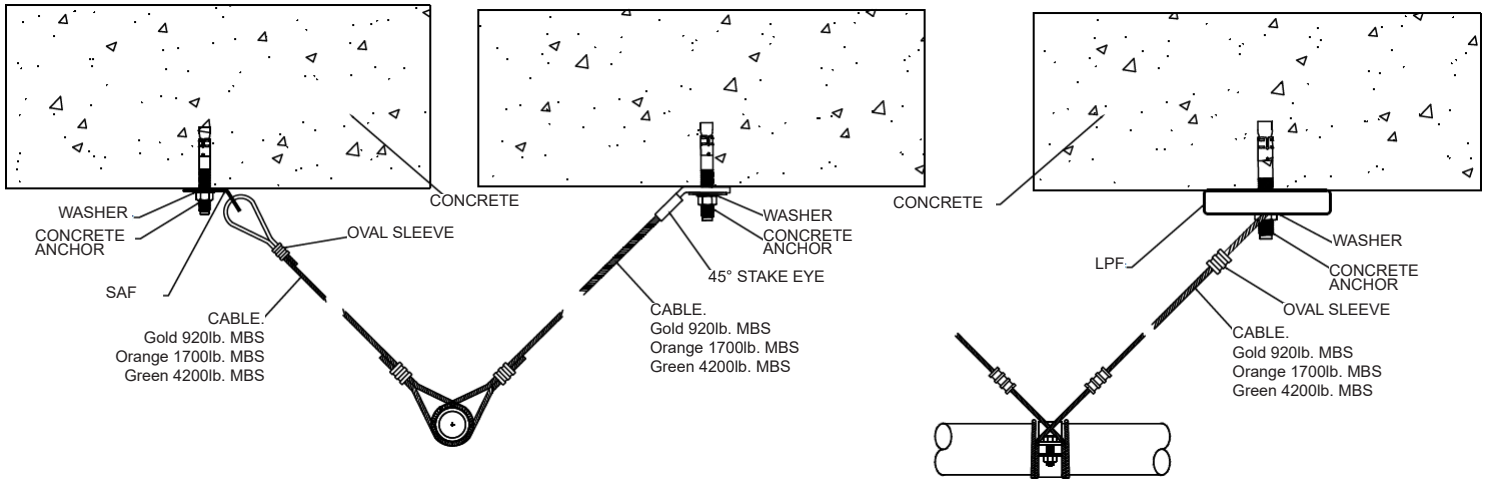 WASHER
CONCRETE
ANCHOR
SAF
CABLE.
Gold 920lb. MBS
Orange 1700lb. MBS
Green 4200lb. MBS
OVAL SLEEVE
CONCRETE
WASHER
CONCRETE
ANCHOR
45° STAKE EYE
CABLE.
Gold 920lb. MBS
Orange 1700lb. MBS
Green 4200lb. MBS
CONCRETE
LPF
WASHER
CONCRETE
ANCHOR
OVAL SLEEVE
CABLE.
Gold 920lb. MBS
Orange 1700lb. MBS
Green 4200lb. MBS